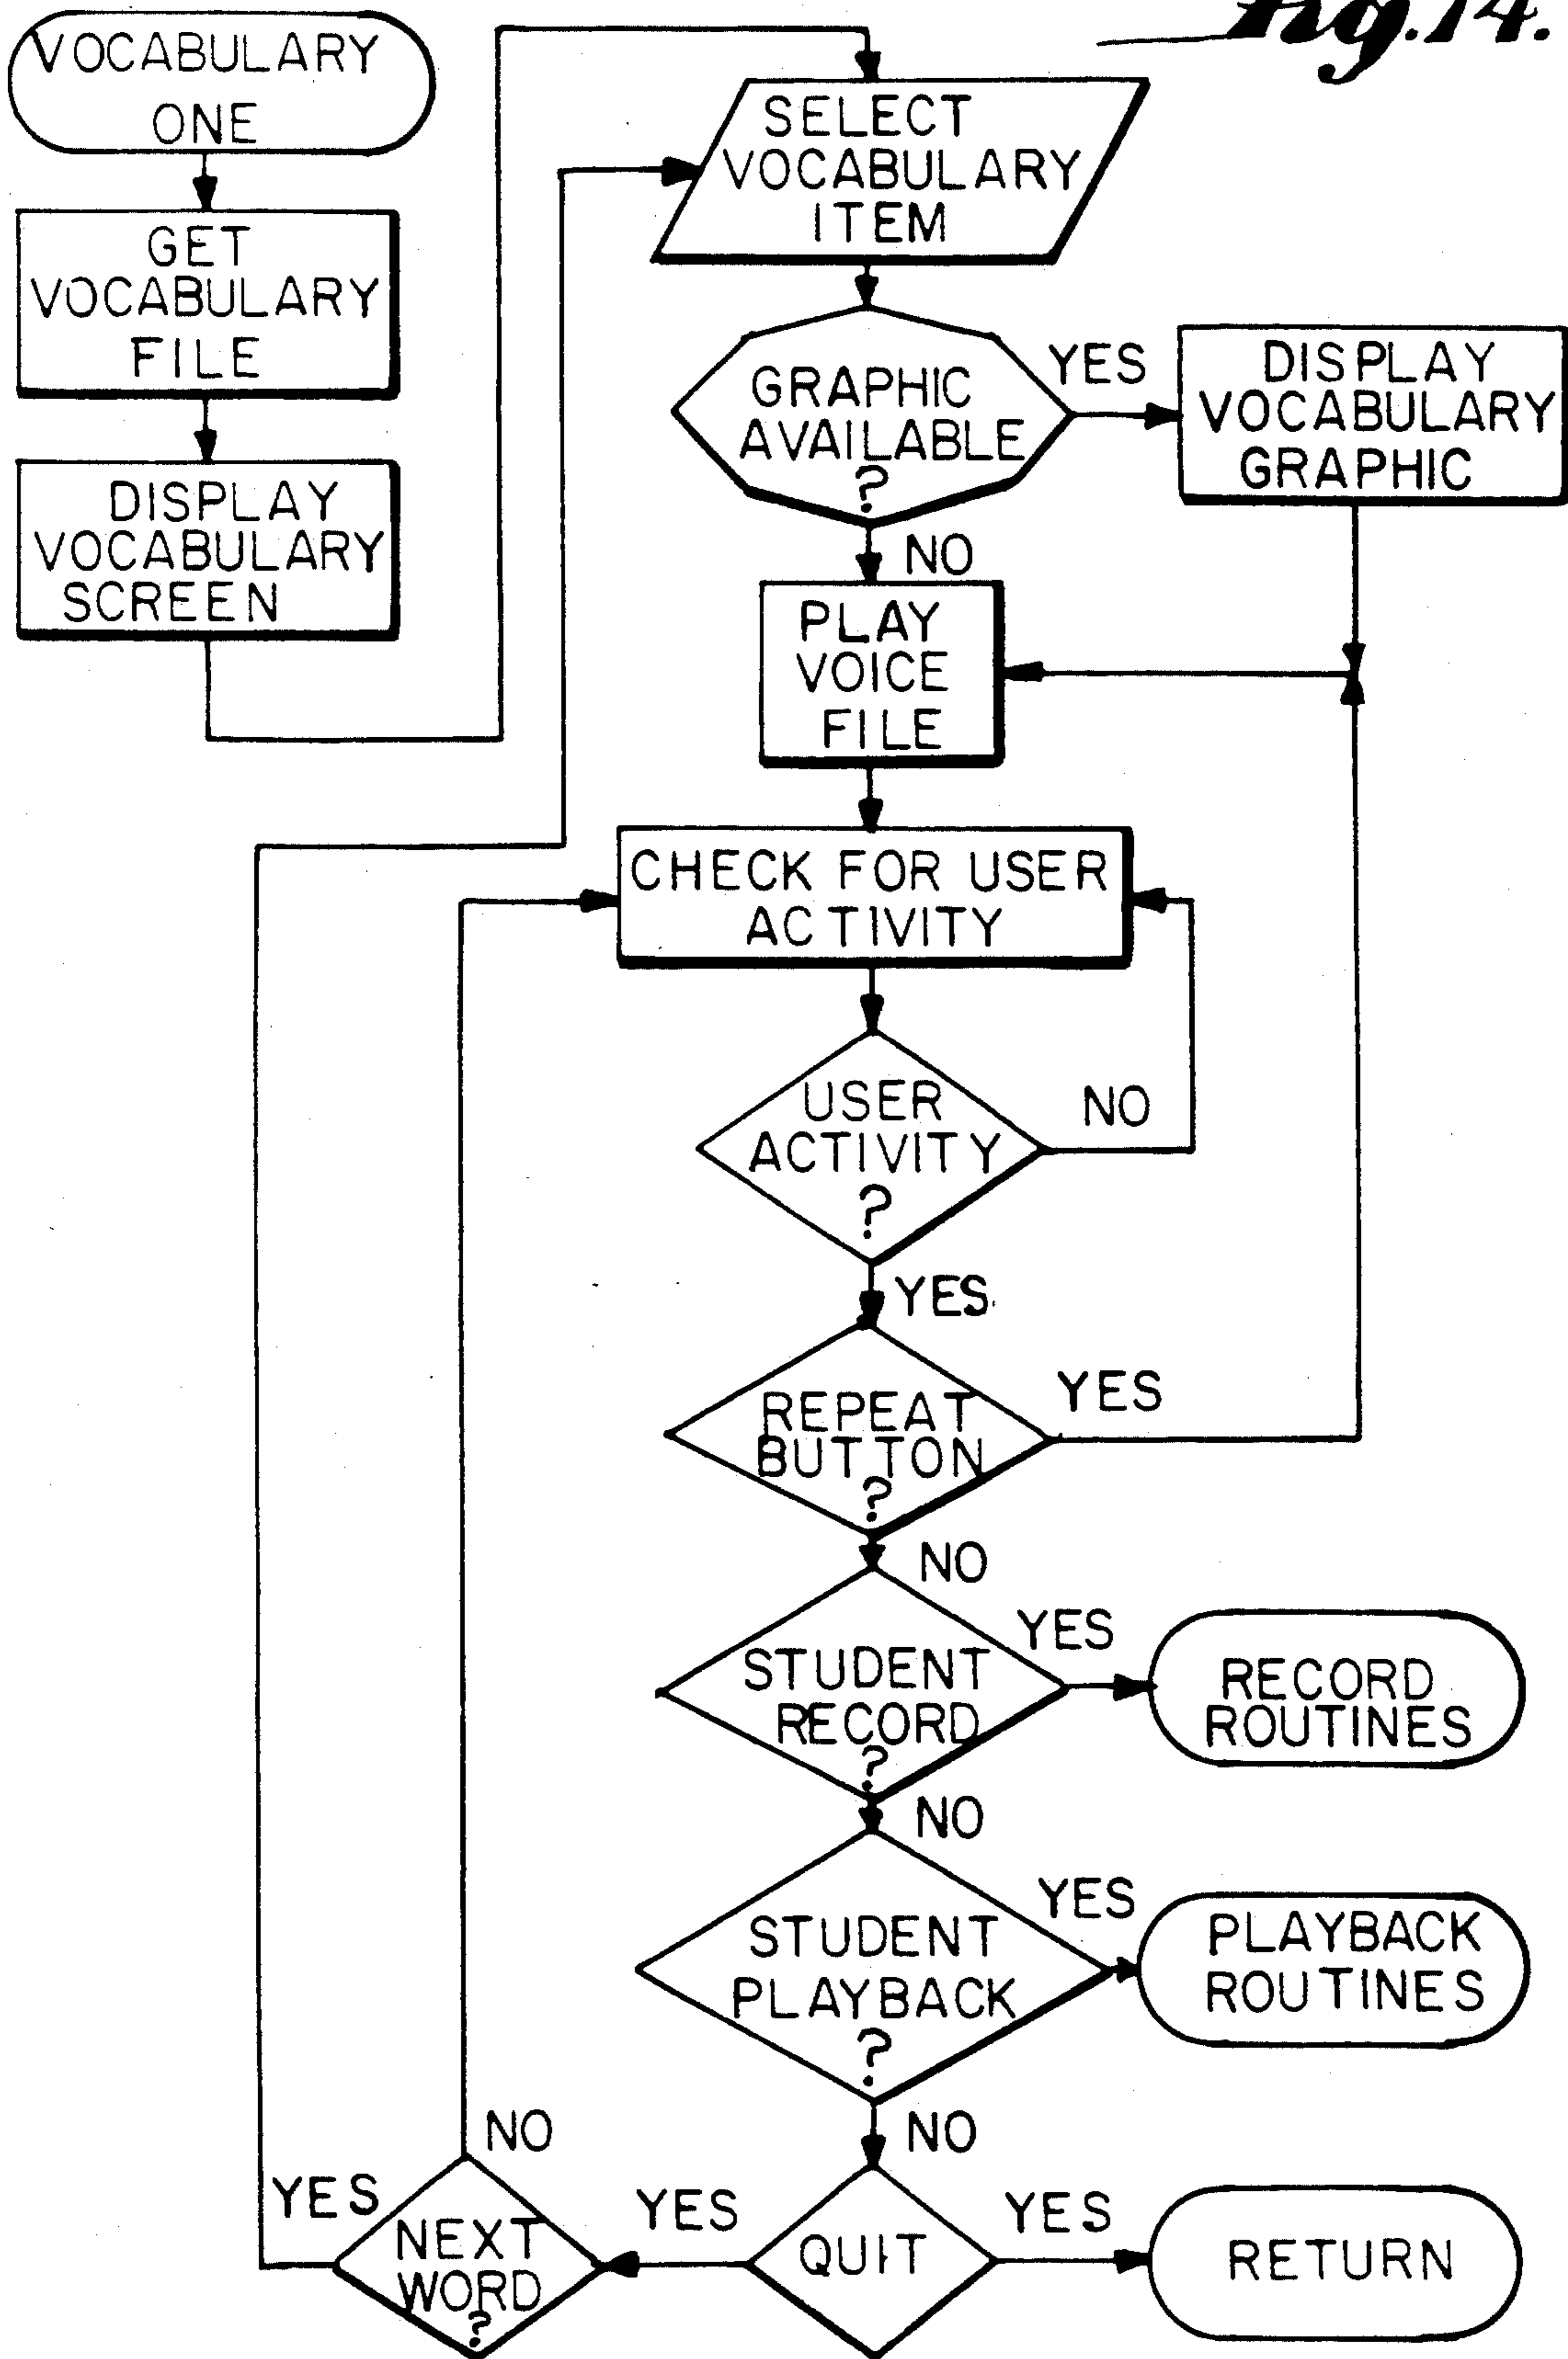 Fig. 14.
VOCABULARY
ONE
GET
VOCABULARY
FILE
DISPLAY
VOCABULARY
SCREEN
SELECT
VOCABULARY
ITEM
GRAPHIC
AVAILABLE
?
YES
DISPLAY
VOCABULARY
GRAPHIC
NO
PLAY
VOICE
FILE
CHECK FOR USER
ACTIVITY
USER
ACTIVITY
?
NO
YES
REPEAT
BUTTON
?
YES
NO
STUDENT
RECORD
?
YES
RECORD
ROUTINES
NO
STUDENT
PLAYBACK
?
YES
PLAYBACK
ROUTINES
NO
QUIT
YES
RETURN
YES
NEXT
WORD
?
NO
YES